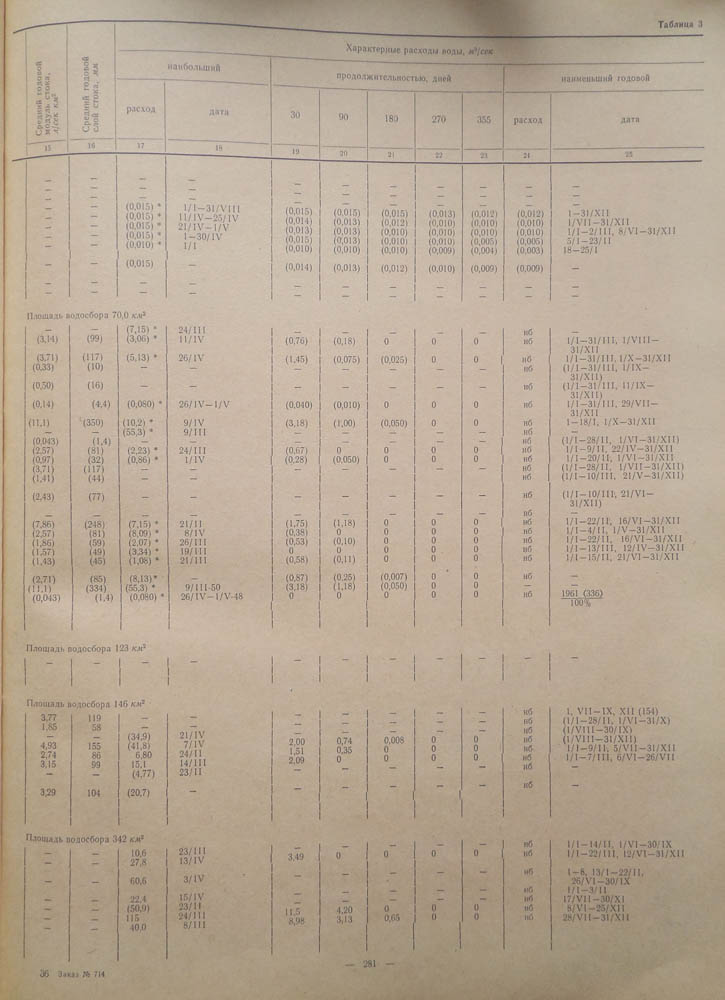 Таблица 3
Средний годовой модуль стока, л/сек км²
Средний годовой слой стока, мм
Характерные расходы воды, м³/сек
наибольший
продолжительностью, дней
наименьший годовой
расход
дата
30
90
180
270
355
расход
дата
15 16 17 18 19 20 21 22 23 24 25
— — — — — — — — — — —
— — — — — — — — — — —
— — — — — — — — — — —
— — (0,015) * 1/I—31/VIII (0,015) (0,015) (0,015) (0,013) (0,012) (0,012) 1—31/XII
— — (0,015) * 11/IV—25/IV (0,014) (0,013) (0,012) (0,010) (0,010) (0,010) 1/VII—31/XII
— — (0,015) * 21/IV—1/V (0,013) (0,013) (0,010) (0,010) (0,010) (0,010) 1/I—2/III, 8/VI—31/XII
— — (0,015) * 1—30/IV (0,015) (0,013) (0,010) (0,010) (0,005) (0,005) 5/I—23/II
— — (0,010) * 1/I (0,010) (0,010) (0,010) (0,009) (0,004) (0,003) 18—25/I
— — (0,015) — (0,014) (0,013) (0,012) (0,010) (0,009) (0,009) —
— — — — — — — — — — —
— — — — — — — — — — —
Площадь водосбора 70,0 км²
— — (7,15) * 24/III — — — — — нб —
(3,14) (99) (3,06) * 11/IV (0,76) (0,18) 0 0 0 нб 1/I—31/III, 1/VIII—
31/XII
(3,71) (117) (5,13) * 26/IV (1,45) (0,075) (0,025) 0 0 нб 1/I—31/III, 1/X—31/XII
(0,33) (10) — — — — — — — нб (1/I—31/III, 1/IX—
31/XII)
(0,50) (16) — — — — — — — нб (1/I—31/III, 11/IX—
31/XII)
(0,14) (4,4) (0,080) * 26/IV—1/V (0,040) (0,010) 0 0 0 нб 1/I—31/III, 29/VII—
31/XII
(11,1) (350) (10,2) * 9/IV (3,18) (1,00) (0,050) 0 0 нб 1—18/I, 1/X—31/XII
— — (55,3) * 9/III — — — — — нб —
(0,043) (1,4) — — — — — — — нб (1/I—28/II, 1/VI—31/XII)
(2,57) (81) (2,23) * 24/III (0,67) 0 0 0 0 нб 1/I—9/II, 22/IV—31/XII
(0,97) (32) (0,86) * 1/IV (0,28) (0,050) 0 0 0 нб 1/I—20/II, 1/VI—31/XII
(3,71) (117) — — — — — — — нб (1/I—28/II, 1/VII—31/XII)
(1,41) (44) — — — — — — — нб (1/I—10/III, 21/V—31/XII)
(2,43) (77) — — — — — — — нб (1/I—10/III; 21/VI—
31/XII)
нб —
(7,86) (248) (7,15) * 21/II (1,75) (1,18) 0 0 0 нб 1/I—22/II, 16/VI—31/XII
(2,57) (81) (8,09) * 8/IV (0,38) 0 0 0 0 нб 1/I—4/II, 1/V—31/XII
(1,86) (59) (2,07) * 26/III (0,53) (0,10) 0 0 0 нб 1/I—22/II, 16/VI—31/XII
(1,57) (49) (3,34) * 19/III 0 0 0 0 0 нб 1/I—13/III, 12/IV—31/XII
(1,43) (45) (1,08) * 21/III (0,58) (0,11) 0 0 0 нб 1/I—15/II, 21/VI—31/XII
(2,71) (85) (8,13)* — (0,87) (0,25) (0,007) 0 0 нб —
(11,1) (334) (55,3) * 9/III-50 (3,18) (1,18) (0,050) 0 0 — —
(0,043) (1,4) (0,080) * 26/IV—1/V-48 0 0 0 0 0 нб 1961 (336)
100%
Площадь водосбора 123 км²
— — — — — — — — — — —
Площадь водосбора 146 км²
3,77 119 — — — — — — — нб 1, VII—IX, XII (154)
1,85 58 — — — — — — — нб (1/I—28/II, 1/VI—31/X)
— — (34,9) 21/IV — — — — — нб (1/VIII—30/IX)
4,93 155 (41,8) 7/IV 2,00 0,74 0,008 0 0 нб (1/VIII—31/XII)
2,74 86 6,80 24/II 1,51 0,35 0 0 0 нб 1/I—9/II, 5/VII—31/XII
3,15 99 15,1 14/III 2,09 0 0 0 0 нб 1/I—7/III, 6/VI—26/VII
— — (4,77) 23/II — — — — — нб —
3,29 104 (20,7) — — — — — — нб —
Площадь водосбора 342 км²
— — 10,6 23/III — — — — — нб 1/I—14/II, 1/VI—30/IX
— — 27,8 13/IV 3,49 0 0 0 0 нб 1/I—22/III, 12/VI—31/XII
— — 60,6 3/IV — — — — — нб 1—8, 13/I—22/II,
26/VI—30/IX
— — 22,4 15/IV — — — — — нб 1/I—3/II
— — (50,9) 23/II — — — — — нб 17/VII—30/XI
— — 115 24/III 11,5 4,20 0 0 0 нб 8/VI—25/XII
— — 40,0 8/III 8,98 3,13 0,65 0 0 нб 28/VII—31/XII
36 Заказ № 714
— 281 —